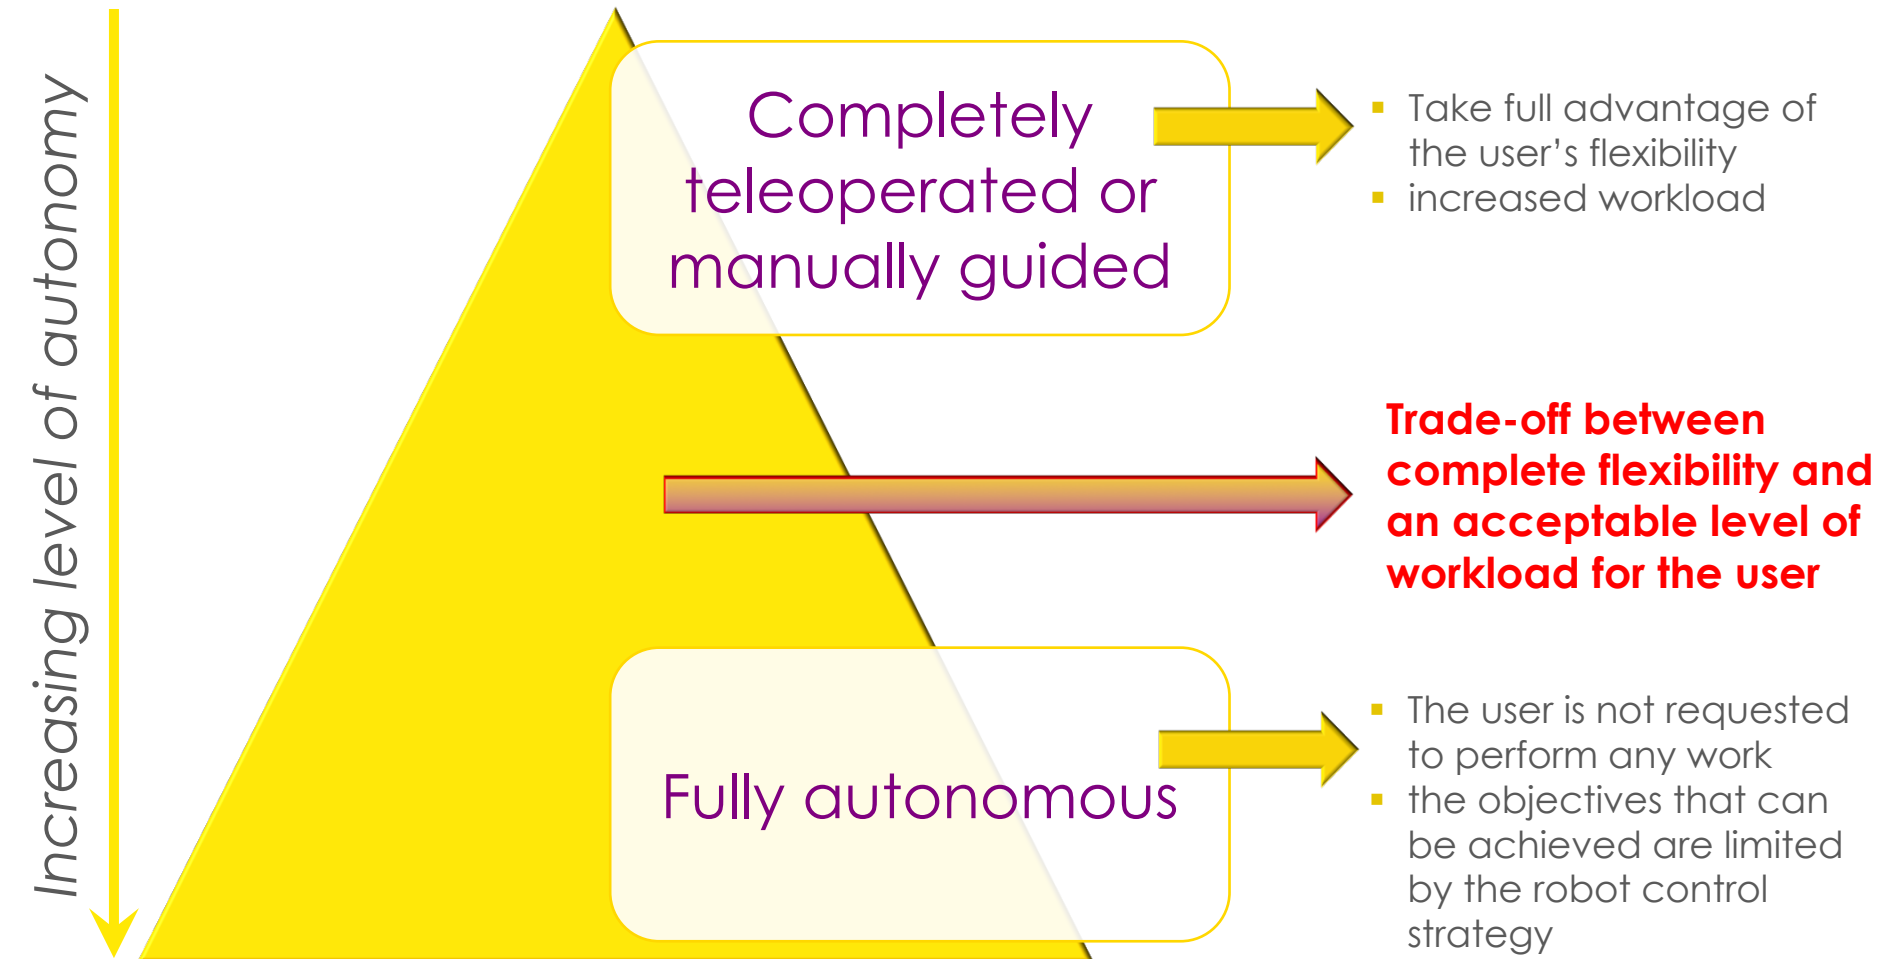 Increasing level of autonomy
Completely
teleoperated or
manually guided
▪ Take full advantage of
the user’s flexibility
▪ increased workload
Trade-off between
complete flexibility and
an acceptable level of
workload for the user
Fully autonomous
▪ The user is not requested
to perform any work
▪ the objectives that can
be achieved are limited
by the robot control
strategy